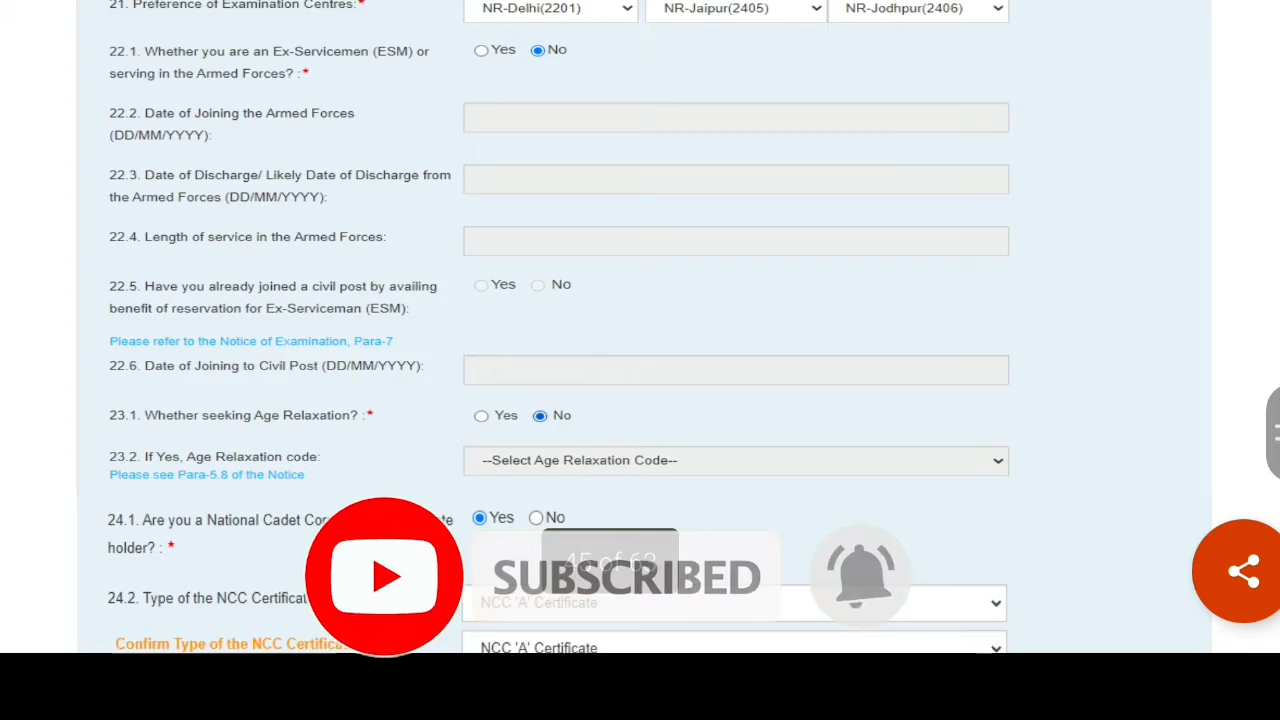 21. Preference of Examination Centres:*
NR-Delhi(2201) NR-Jaipur(2405) NR-Jodhpur(2406)
22.1. Whether you are an Ex-Servicemen (ESM) or
serving in the Armed Forces? :*
Yes No
22.2. Date of Joining the Armed Forces
(DD/MM/YYYY):
22.3. Date of Discharge/ Likely Date of Discharge from
the Armed Forces (DD/MM/YYYY):
22.4. Length of service in the Armed Forces:
22.5. Have you already joined a civil post by availing
benefit of reservation for Ex-Serviceman (ESM):
Yes No
Please refer to the Notice of Examination, Para-7
22.6. Date of Joining to Civil Post (DD/MM/YYYY):
23.1. Whether seeking Age Relaxation? :*
Yes No
23.2. If Yes, Age Relaxation code:
--Select Age Relaxation Code--
Please see Para-5.8 of the Notice
24.1. Are you a National Cadet
holder? : *
Yes No
45 of 63
SUBSCRIBED
24.2. Type of the NCC
NCC 'A' Certificate
Confirm Type of the NCC
NCC 'A' Certificate